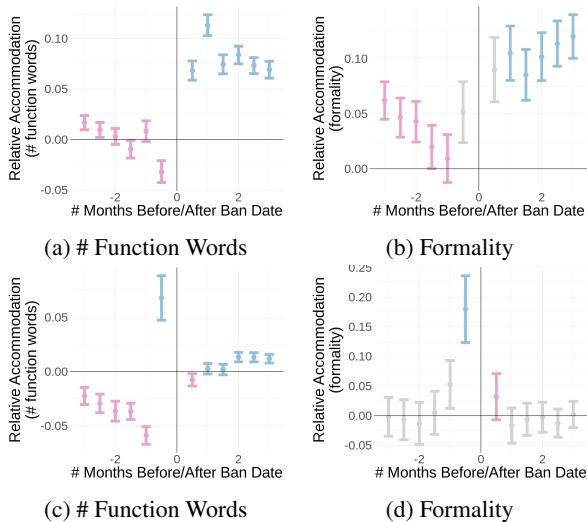 Relative Accommodation
(# function words)
0.10
0.05
0.00
-0.05
-2
0
2
# Months Before/After Ban Date
(a) # Function Words
Relative Accommodation
(formality)
0.10
0.05
0.00
-2
0
2
# Months Before/After Ban Date
(b) Formality
Relative Accommodation
(# function words)
0.05
0.00
-0.05
-2
0
2
# Months Before/After Ban Date
(c) # Function Words
Relative Accommodation
(formality)
0.25
0.20
0.15
0.10
0.05
0.00
-0.05
-2
0
2
# Months Before/After Ban Date
(d) Formality